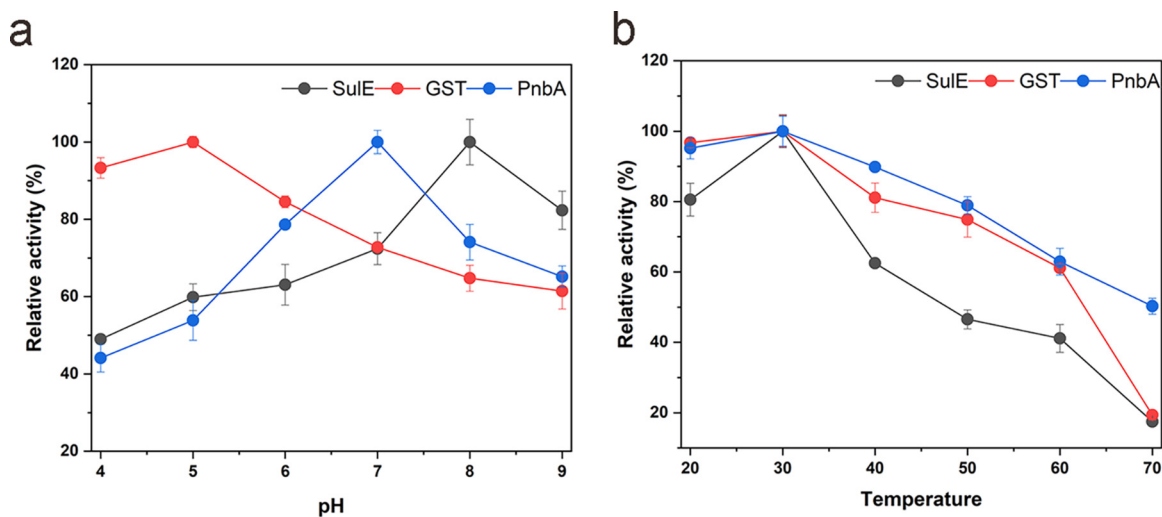 a
120
SulE GST PnbA
100
80
60
40
20
4 5 6 7 8 9
pH
Relative activity (%)
b
120
SulE GST PnbA
100
80
60
40
20
20 30 40 50 60 70
Temperature
Relative activity (%)